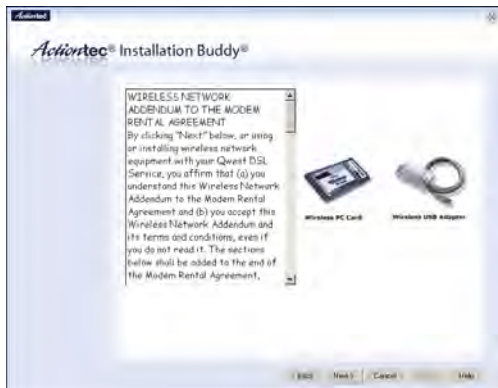 Actiontec
Actiontec® Installation Buddy®
WIRELESS NETWORK
ADDENDUM TO THE MODEM
RENTAL AGREEMENT
By clicking "Next" below, or using
or installing wireless network
equipment with your Qwest DSL
Service, you affirm that (a) you
understand this Wireless Network
Addendum to the Modem Rental
Agreement and (b) you accept this
Wireless Network Addendum and
its terms and conditions, even if
you do not read it. The sections
below shall be added to the end of
the Modem Rental Agreement,
Wireless PC Card
Wireless USB Adapter
Back
Next
Cancel
Help